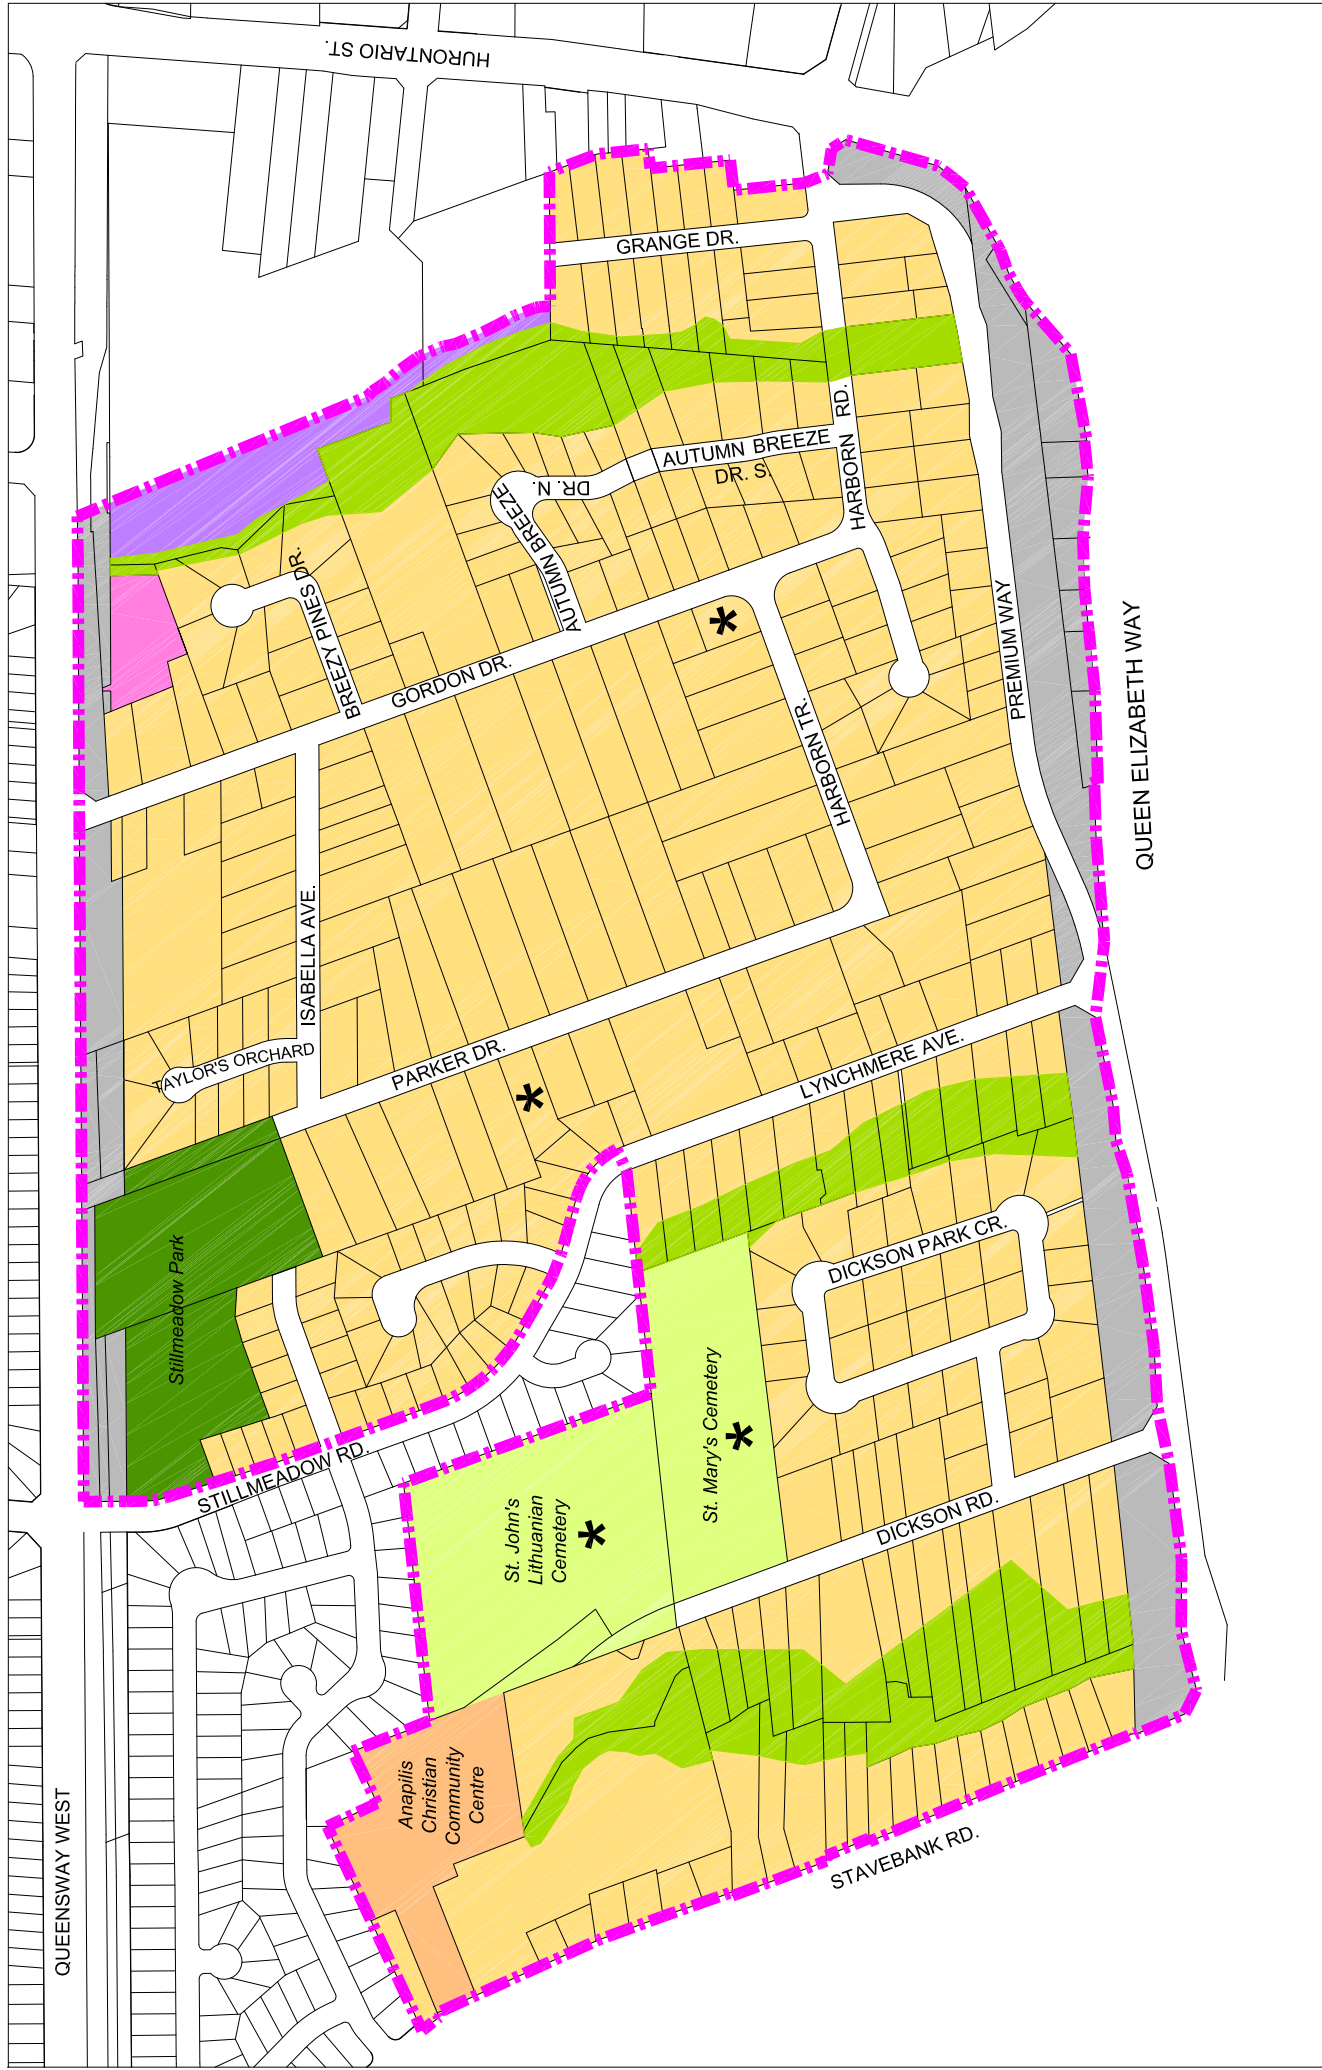 HURONTARIO ST.
GRANGE DR.
HARBORN RD.
AUTUMN BREEZE
DR. S.
DR. N.
AUTUMN BREEZE
BREEZY PINES DR.
GORDON DR.
PREMIUM WAY
QUEEN ELIZABETH WAY
HARBORN TR.
ISABELLA AVE.
TAYLOR'S ORCHARD
PARKER DR.
*
*
LYNCHMERE AVE.
Stillmeadow Park
DICKSON PARK CR.
St. Mary's Cemetery
*
STILLMEADOW RD.
St. John's
Lithuanian
Cemetery
*
DICKSON RD.
Anapilis
Christian
Community
Centre
QUEENSWAY WEST
STAVEBANK RD.